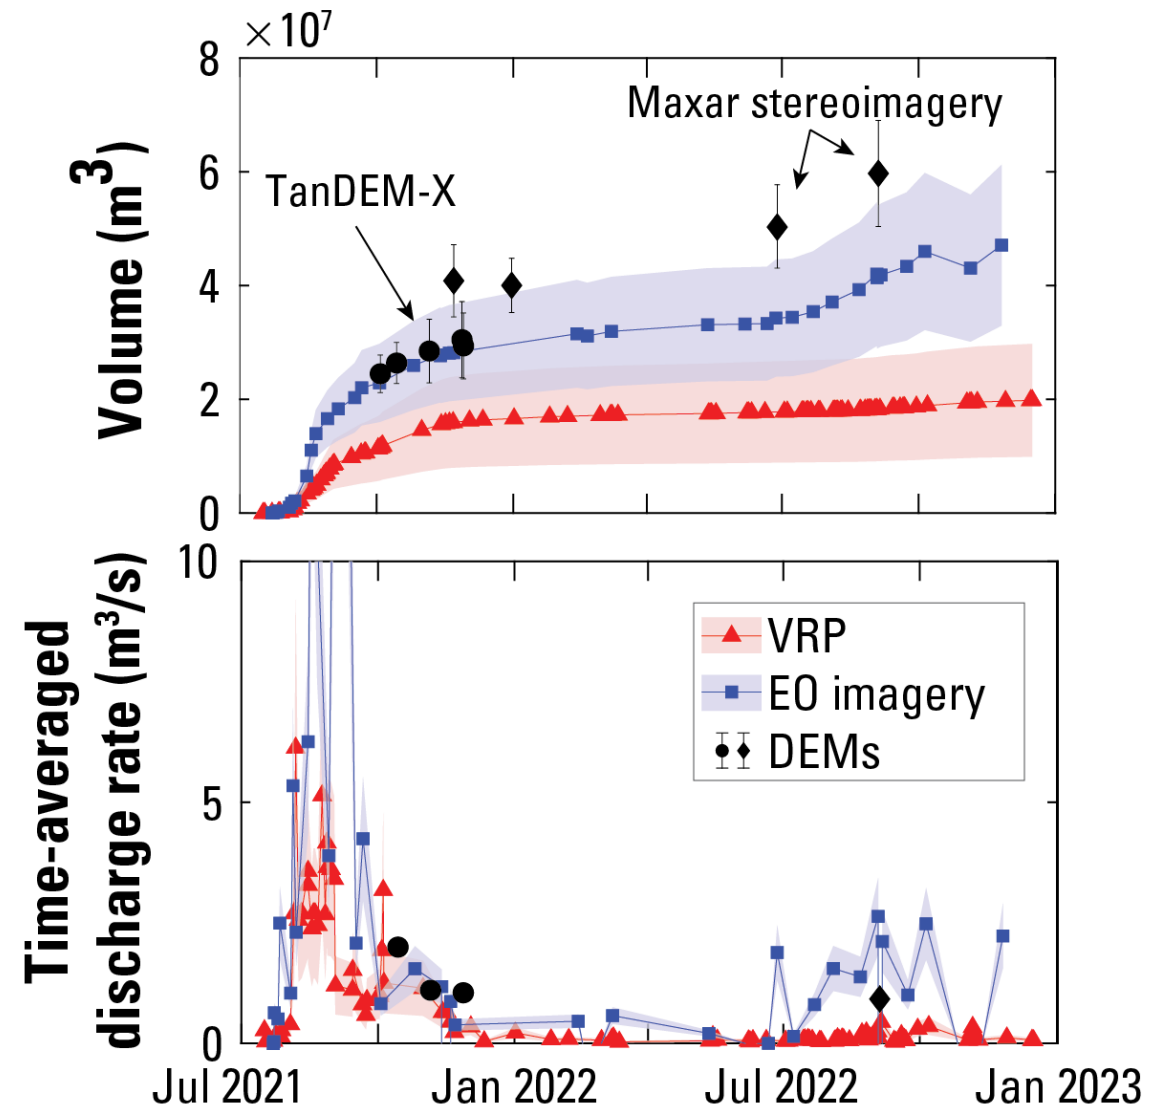 ×10⁷
8
Maxar stereoimagery
6
TanDEM-X
Volume (m³)
4
2
0
10
VRP
EO imagery
DEMs
Time-averaged
discharge rate (m³/s)
5
0
Jul 2021
Jan 2022
Jul 2022
Jan 2023